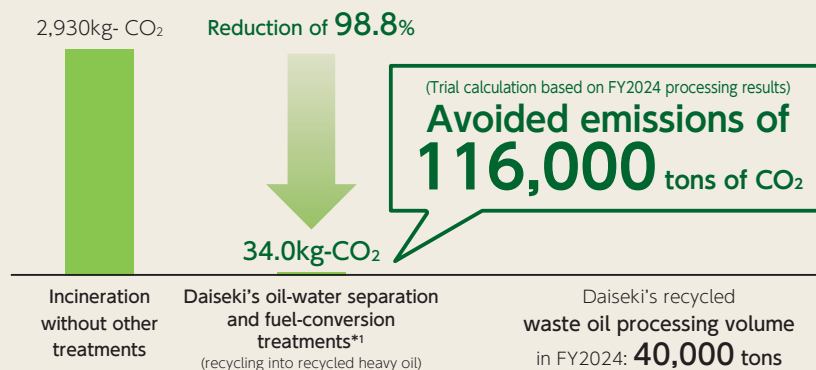 2,930kg- CO₂
Reduction of 98.8%
(Trial calculation based on FY2024 processing results)
Avoided emissions of
116,000 tons of CO₂
34.0kg-CO₂
Incineration
without other
treatments
Daiseki's oil-water separation
and fuel-conversion
treatments*¹
(recycling into recycled heavy oil)
Daiseki's recycled
waste oil processing volume
in FY2024: 40,000 tons